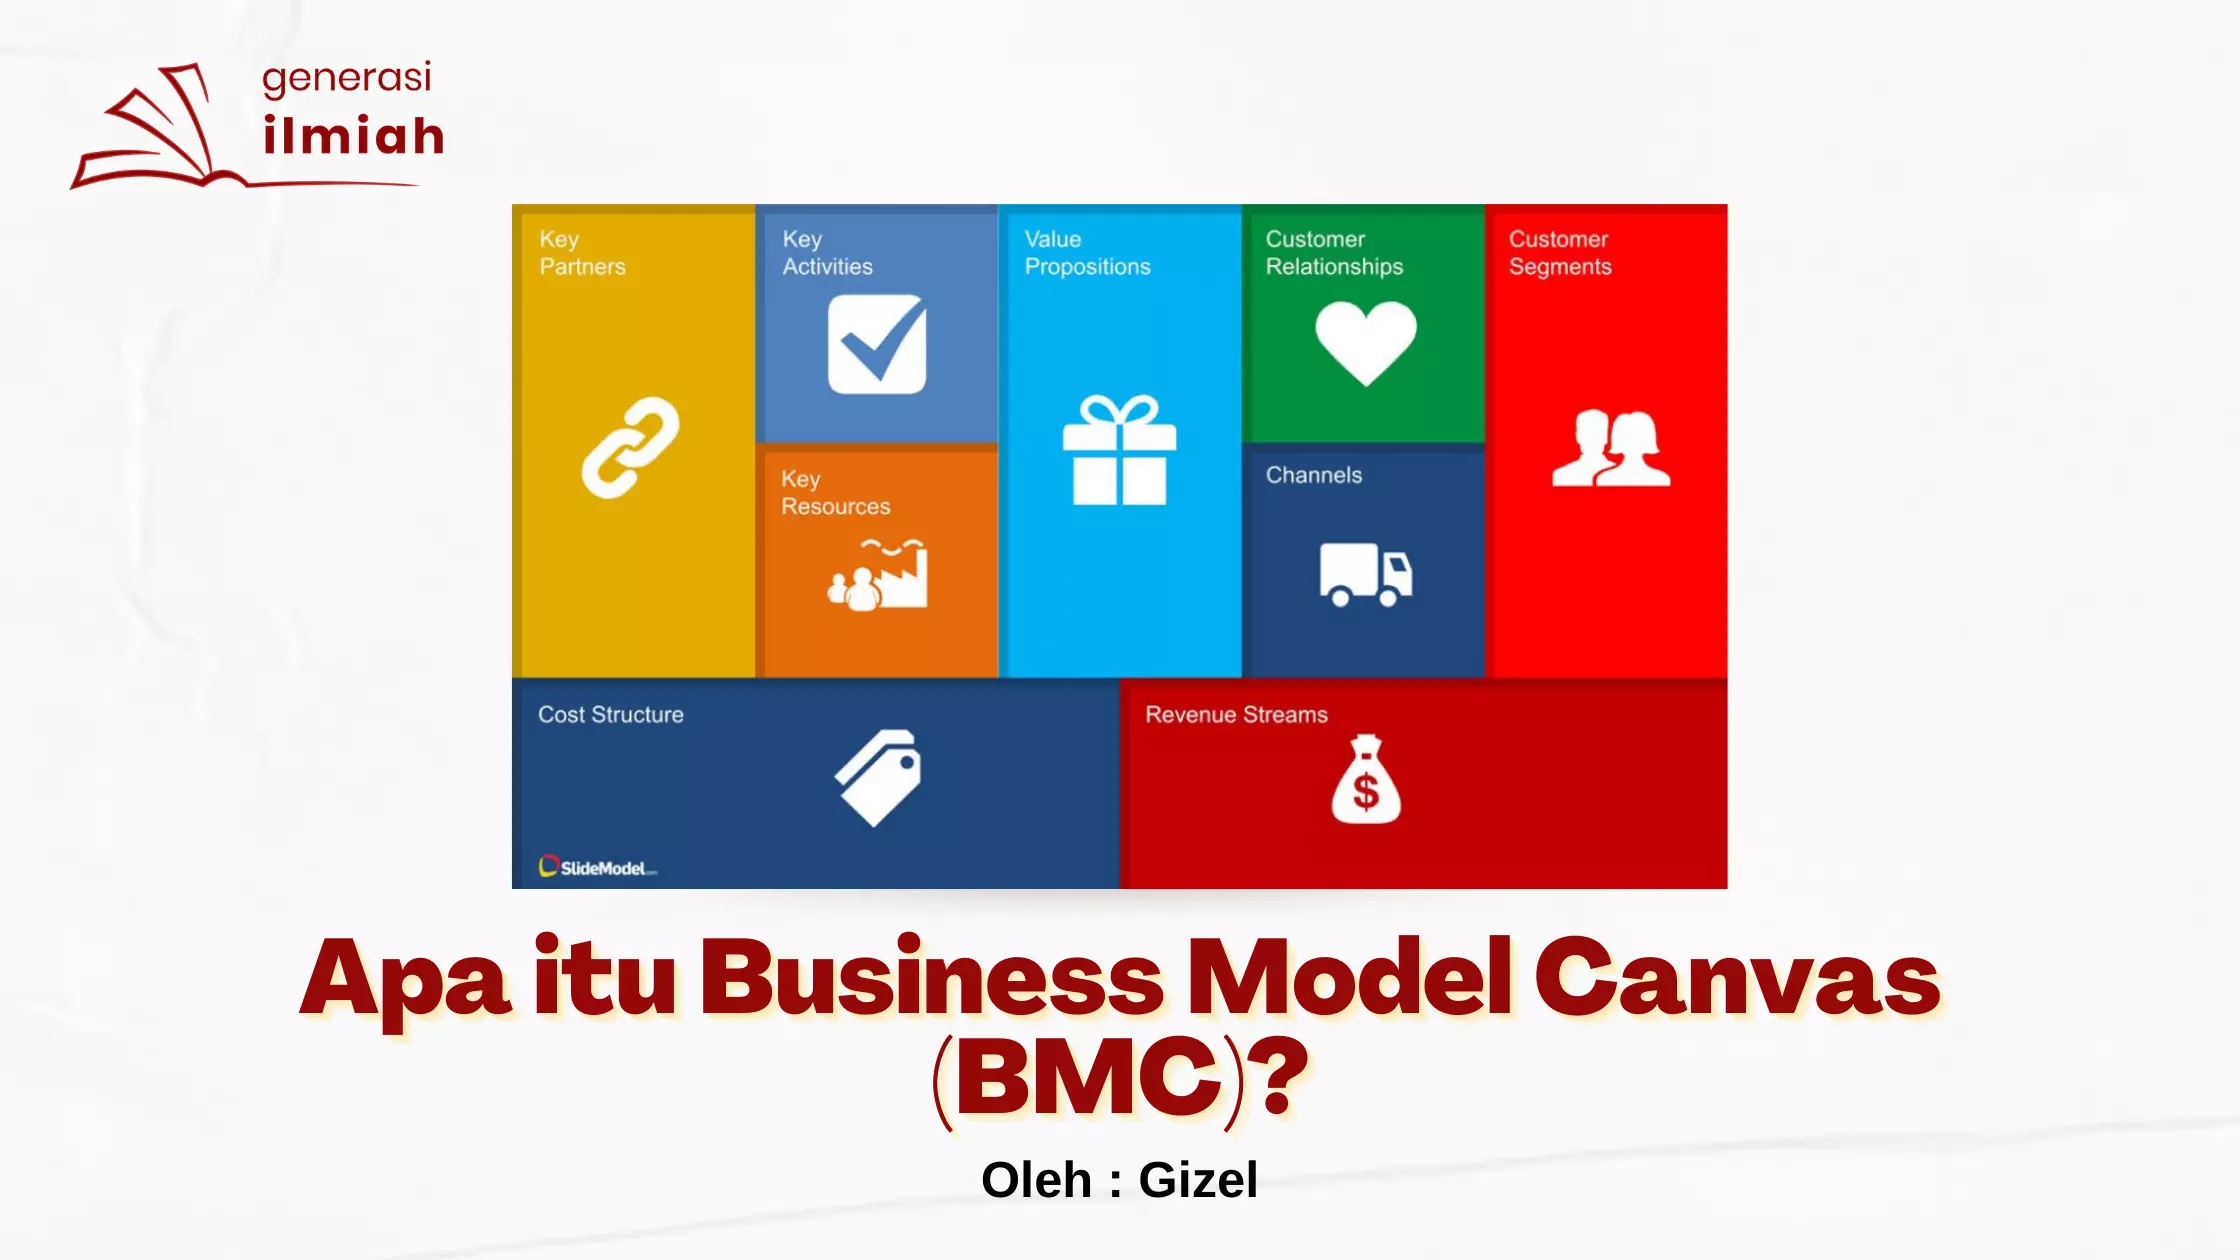 generasi
ilmiah
Key
Partners
Key
Activities
Key
Resources
Value
Propositions
Customer
Relationships
Channels
Customer
Segments
Cost Structure
Revenue Streams
$
SlideModel.com
Apa itu Business Model Canvas
(BMC)?
Oleh : Gizel